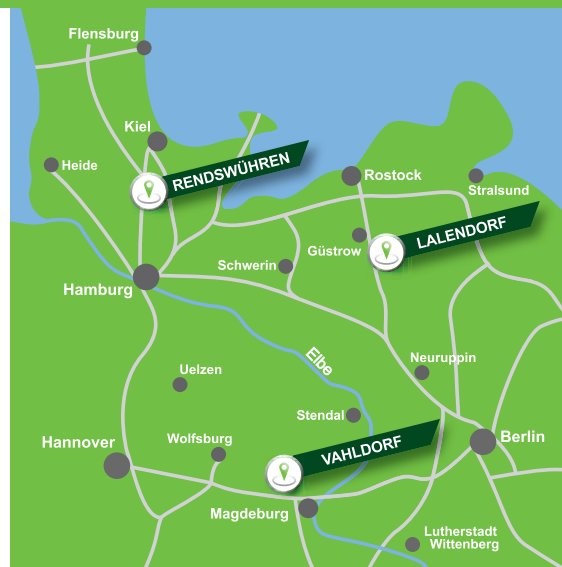 Flensburg
Kiel
Heide
RENDSWÜHREN
Rostock
Stralsund
LALENDORF
Güstrow
Schwerin
Hamburg
Elbe
Neuruppin
Uelzen
Stendal
Hannover
Wolfsburg
VAHLDORF
Berlin
Magdeburg
Lutherstadt
Wittenberg